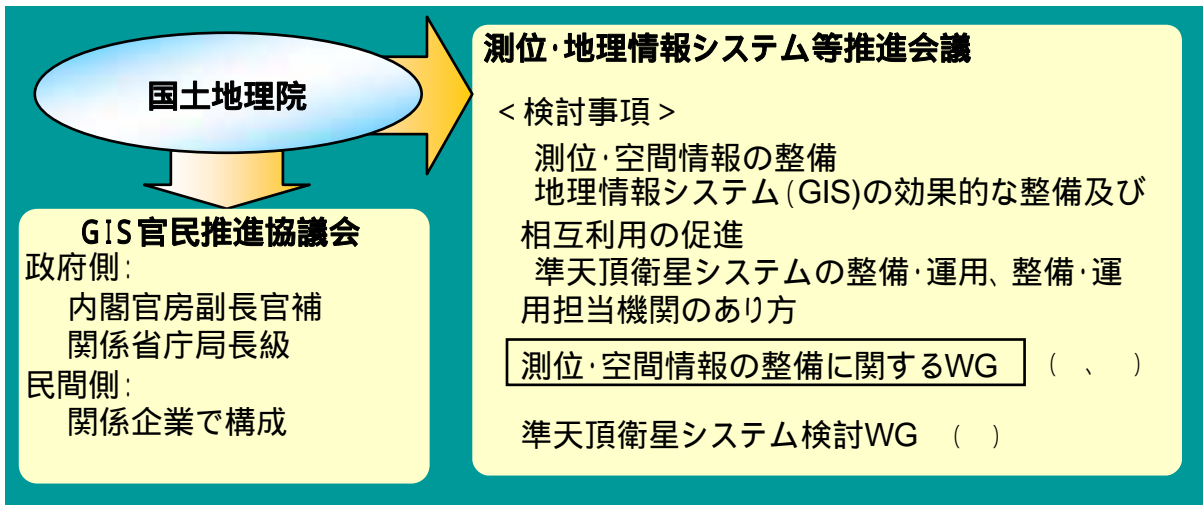 国土地理院
GIS官民推進協議会
政府側:
内閣官房副長官補
関係省庁局長級
民間側:
関係企業で構成
測位・地理情報システム等推進会議
<検討事項>
測位・空間情報の整備
地理情報システム(GIS)の効果的な整備及び
相互利用の促進
準天頂衛星システムの整備・運用、整備・運
用担当機関のあり方
測位・空間情報の整備に関するWG ( 、 )
準天頂衛星システム検討WG ( )